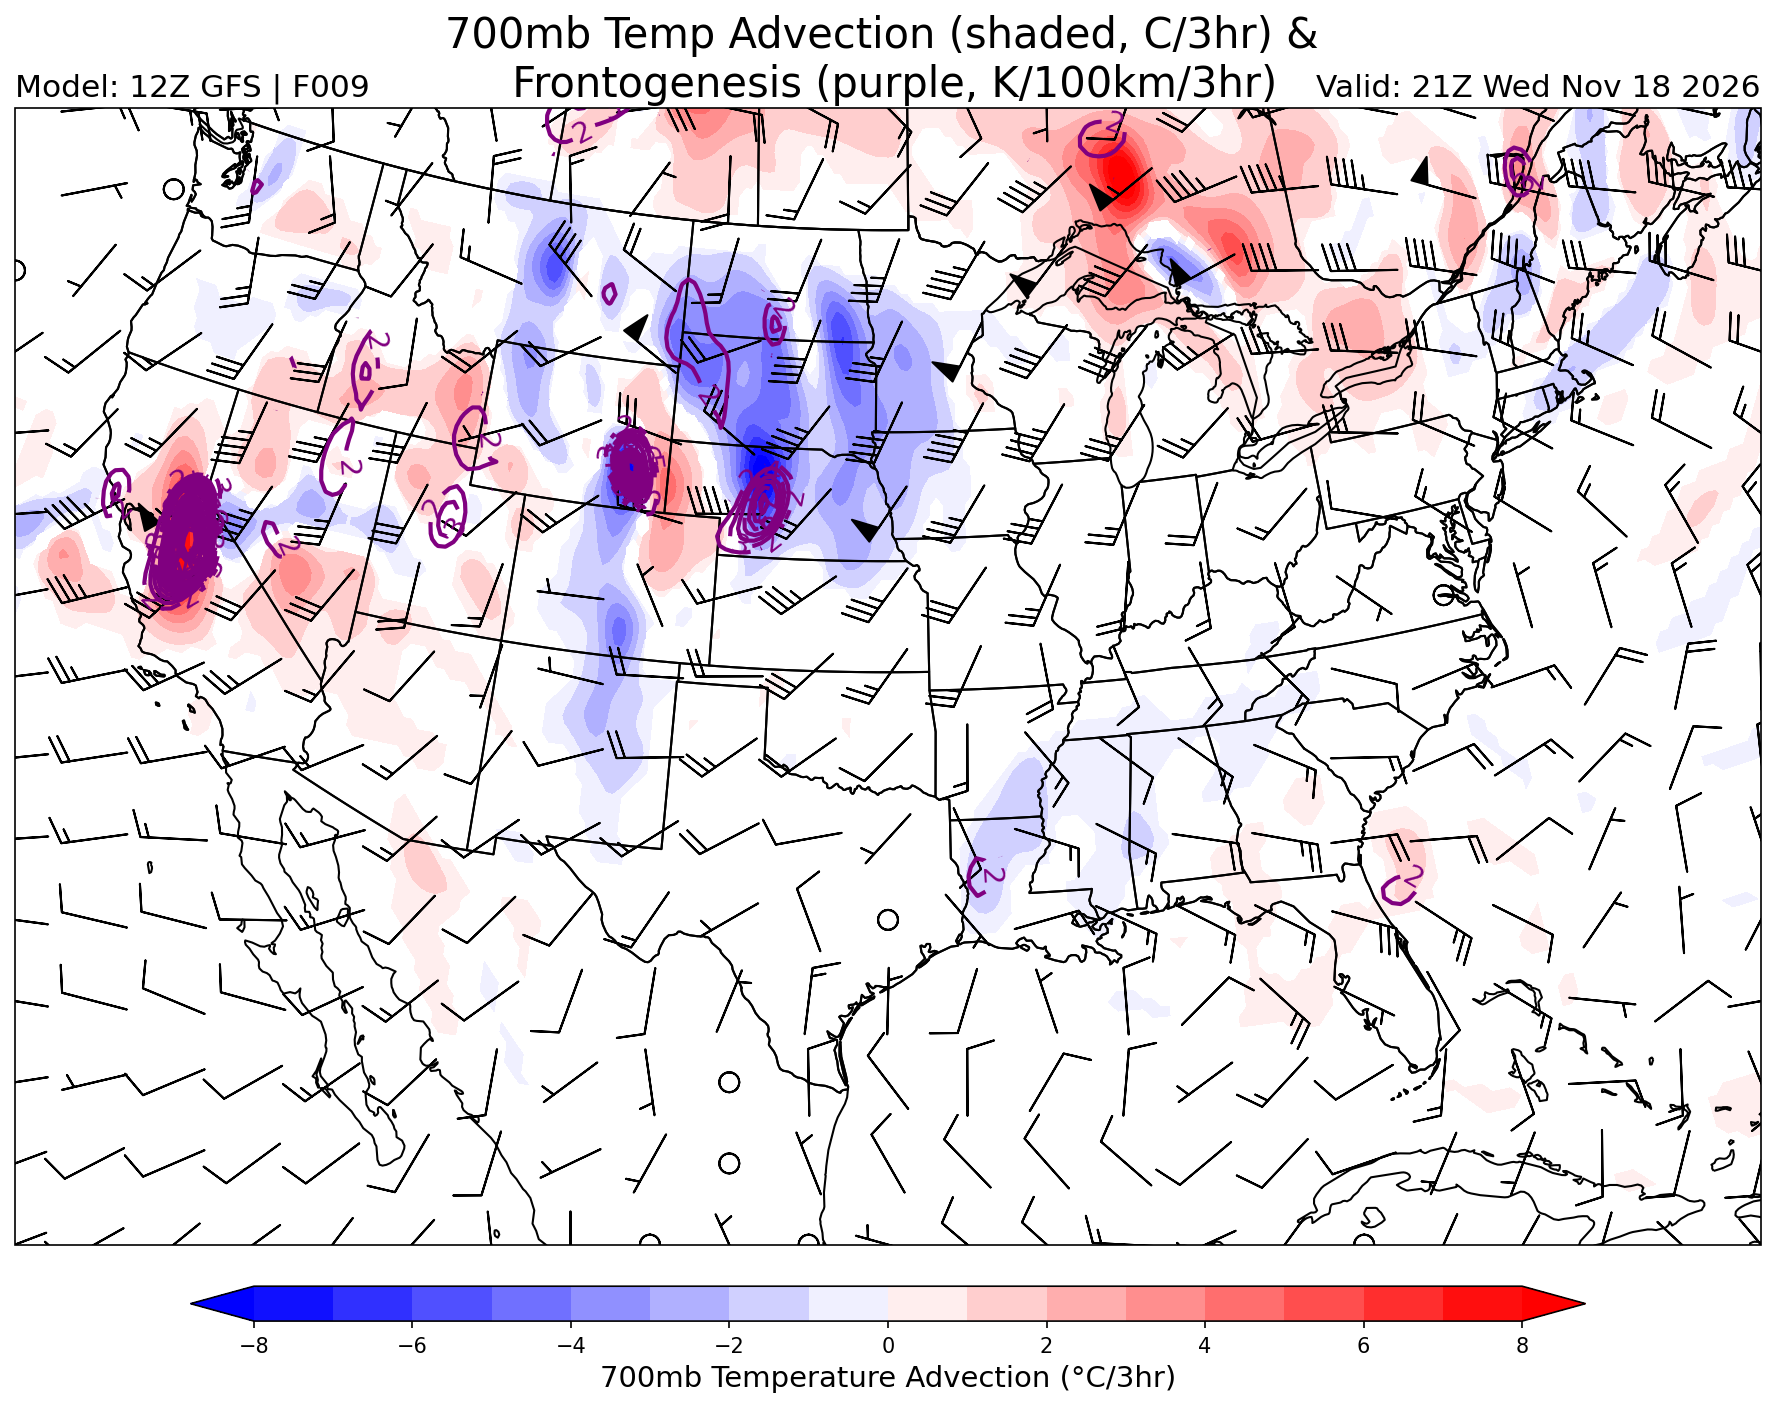 700mb Temp Advection (shaded, C/3hr) &
Frontogenesis (purple, K/100km/3hr)
Model: 12Z GFS | F009
Valid: 21Z Wed Nov 18 2026
−8 −6 −4 −2 0 2 4 6 8
700mb Temperature Advection (°C/3hr)